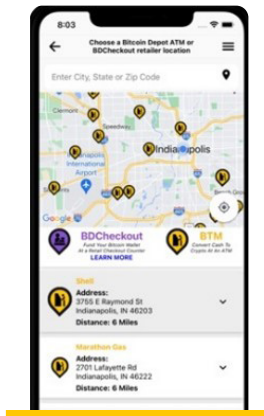 8:03
Choose a Bitcoin Depot ATM or
BDCheckout retailer location
Enter City, State or Zip Code
Clermont
Speedway
Indianapolis
International
Airport
Google
BDCheckout
Fund Your Bitcoin Wallet
At a Retail Checkout Counter
LEARN MORE
BTM
Convert Cash To
Crypto At An ATM
Shell
Address:
3755 E Raymond St
Indianapolis, IN 46203
Distance: 6 Miles
Marathon Gas
Address:
2701 Lafayette Rd
Indianapolis, IN 46222
Distance: 6 Miles